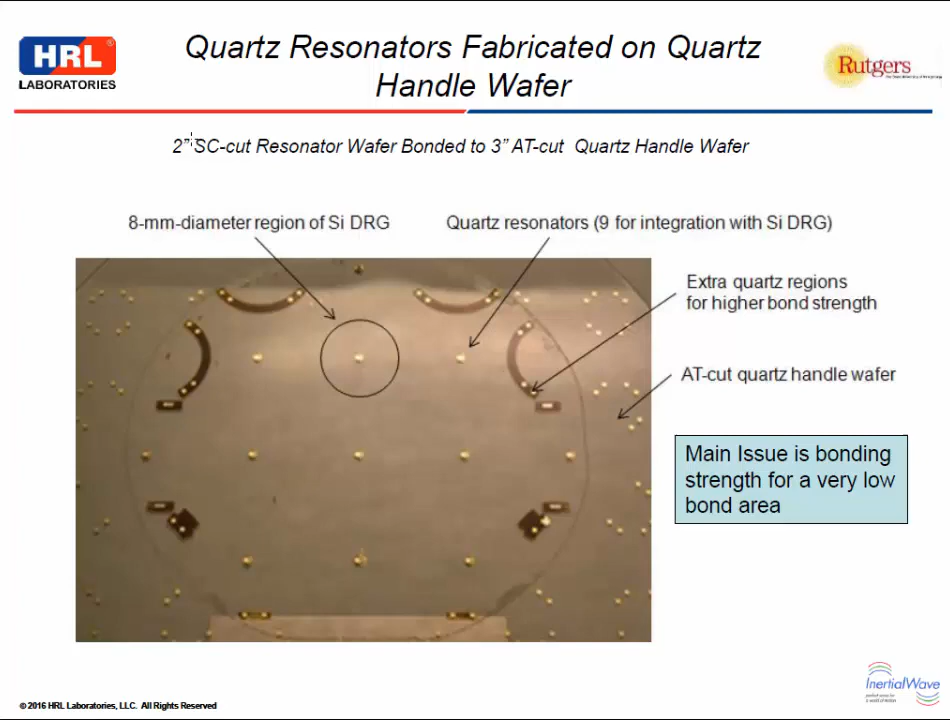 HRL
LABORATORIES
Quartz Resonators Fabricated on Quartz
Handle Wafer
Rutgers
2” SC-cut Resonator Wafer Bonded to 3” AT-cut Quartz Handle Wafer
8-mm-diameter region of Si DRG
Quartz resonators (9 for integration with Si DRG)
Extra quartz regions
for higher bond strength
AT-cut quartz handle wafer
Main Issue is bonding
strength for a very low
bond area
InertialWave
© 2016 HRL Laboratories, LLC. All Rights Reserved